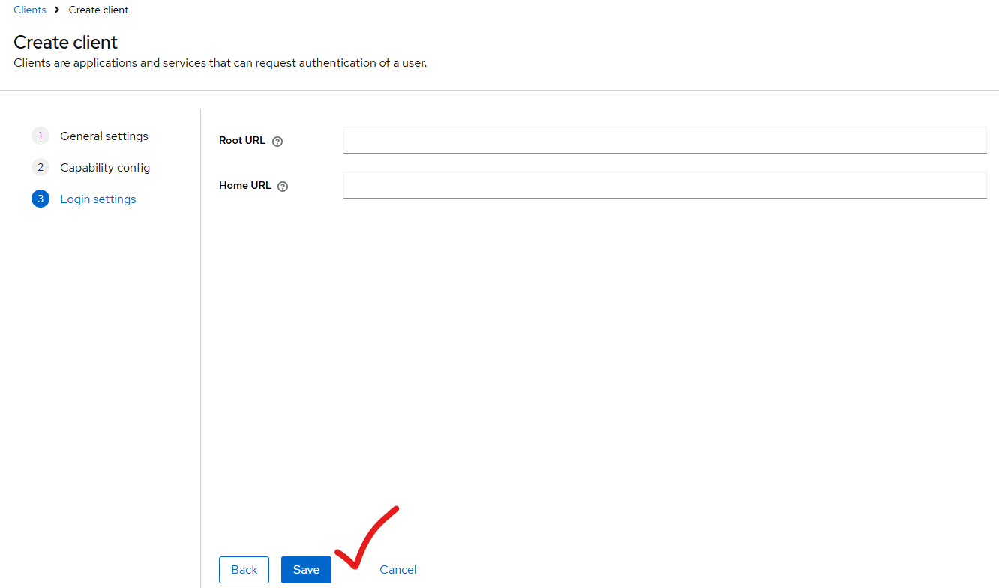 Clients > Create client
Create client
Clients are applications and services that can request authentication of a user.
1 General settings
2 Capability config
3 Login settings
Root URL ?
Home URL ?
Back Save Cancel